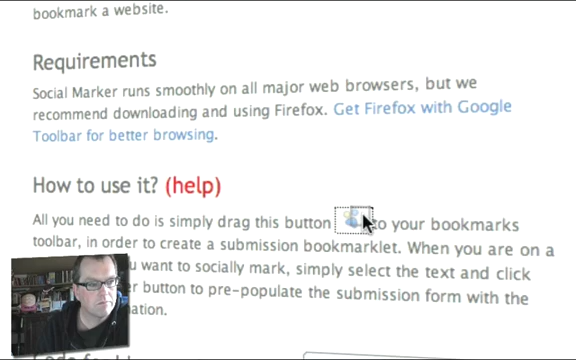 bookmark a website.
Requirements
Social Marker runs smoothly on all major web browsers, but we
recommend downloading and using Firefox. Get Firefox with Google
Toolbar for better browsing.
How to use it? (help)
All you need to do is simply drag this button to your bookmarks
toolbar, in order to create a submission bookmarklet. When you are on a
u want to socially mark, simply select the text and click
er button to pre-populate the submission form with the
ation.